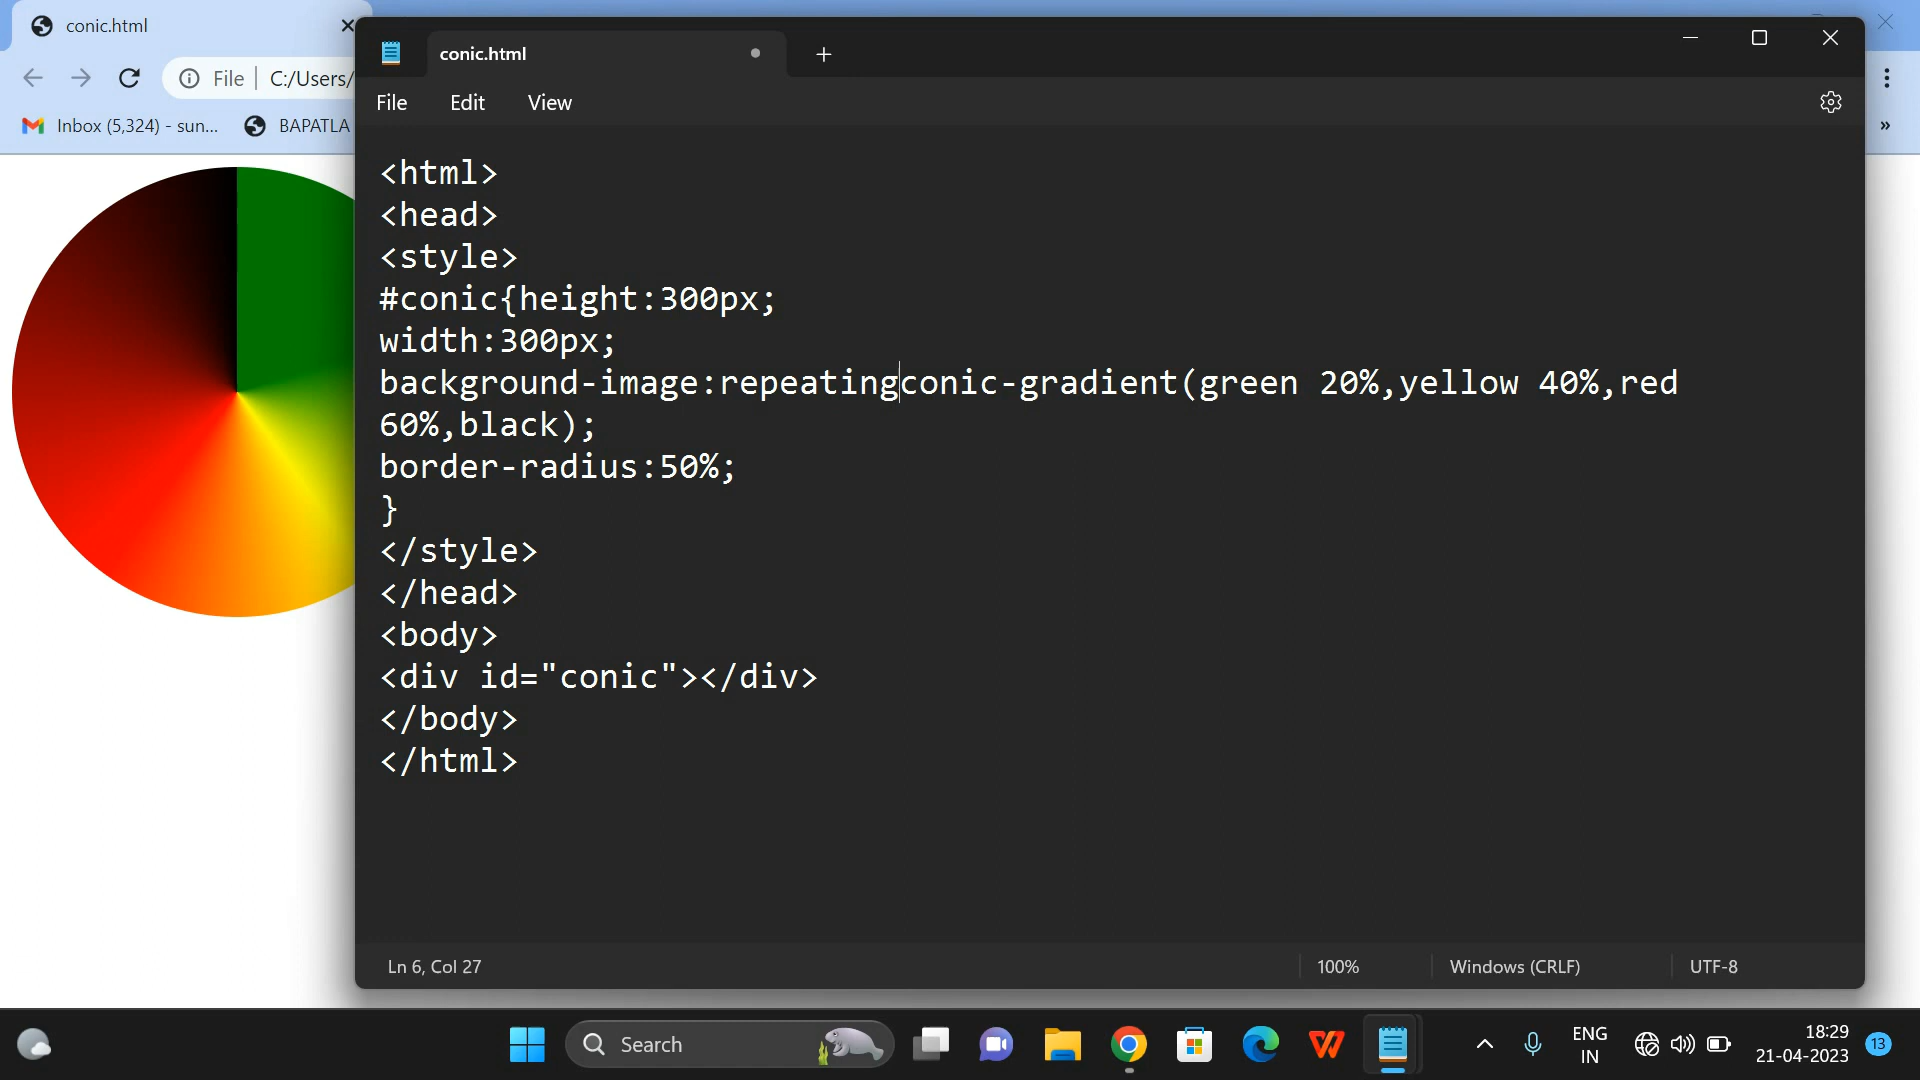 conic.html
File C:/Users/
Inbox (5,324) - sun... BAPATLA
conic.html
File Edit View
<html>
<head>
<style>
#conic{height:300px;
width:300px;
background-image:repeatingconic-gradient(green 20%,yellow 40%,red
60%,black);
border-radius:50%;
}
</style>
</head>
<body>
<div id="conic"></div>
</body>
</html>
Ln 6, Col 27 100% Windows (CRLF) UTF-8
Search
ENG
IN
18:29
21-04-2023
13